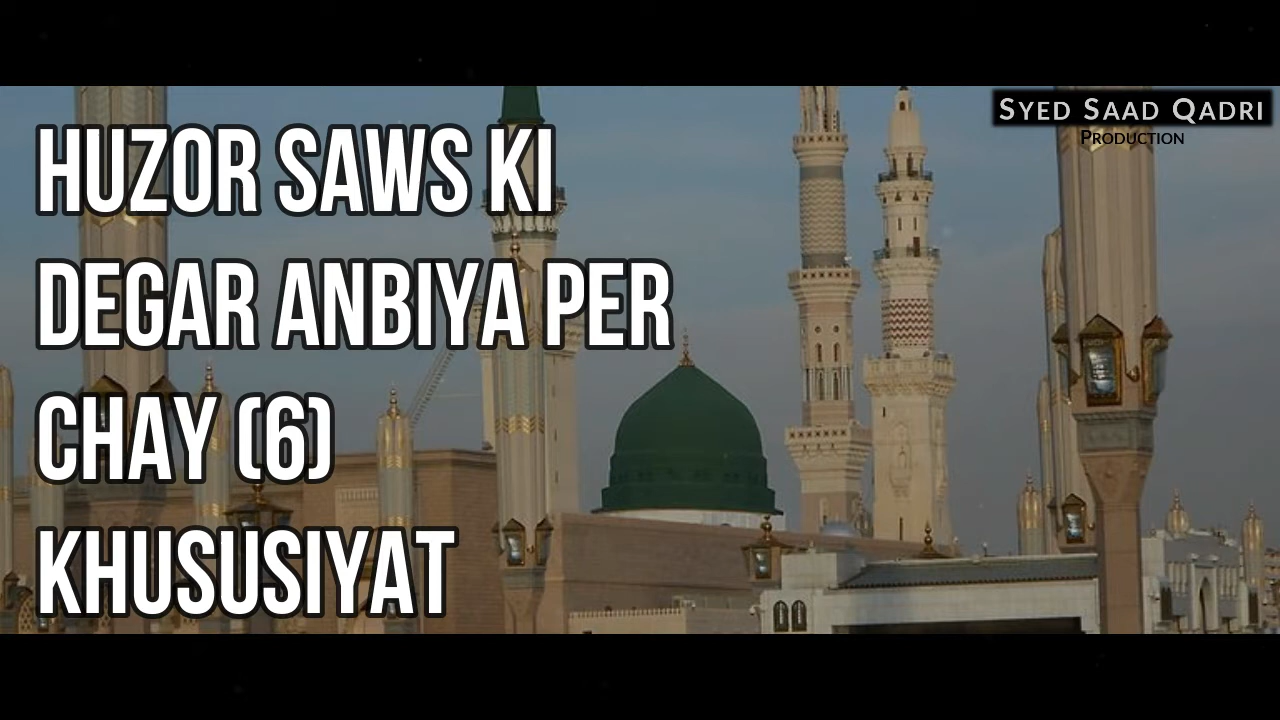 HUZOR SAWS KI
DEGAR ANBIYA PER
CHAY (6)
KHUSUSIYAT
SYED SAAD QADRI
PRODUCTION